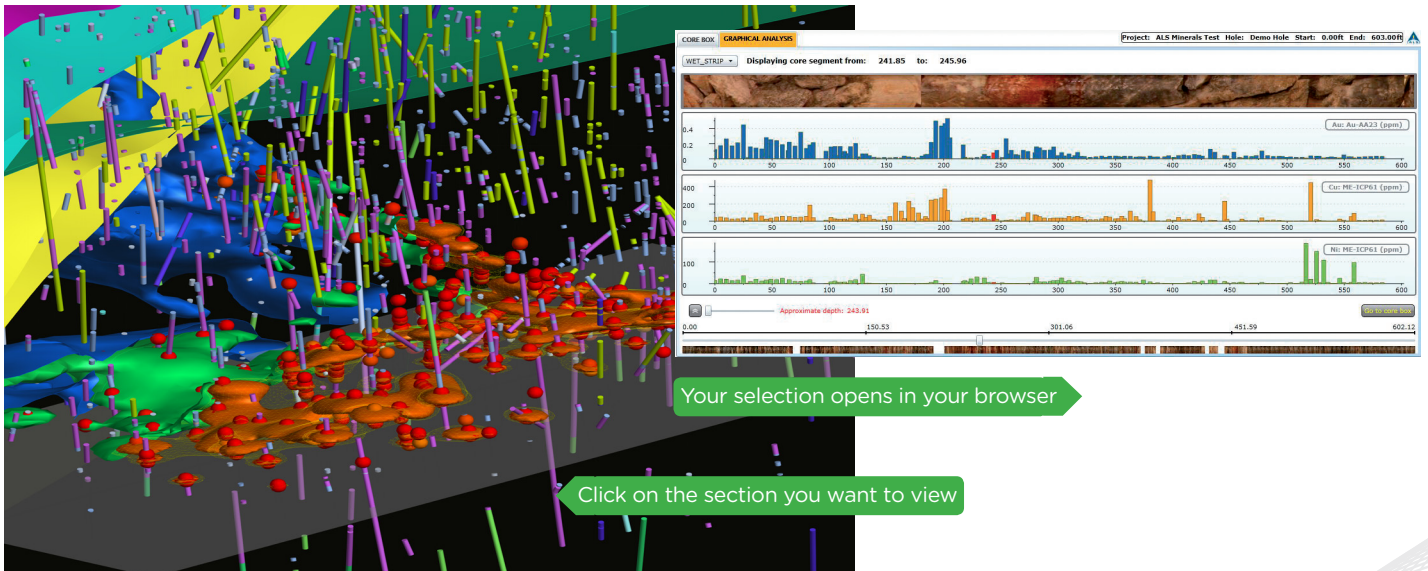 CORE BOX GRAPHICAL ANALYSIS Project: ALS Minerals Test Hole: Demo Hole Start: 0.00ft End: 603.00ft
WET_STRIP Displaying core segment from: 241.85 to: 245.96
Au: Au-AA23 (ppm)
0.4
0.2
0 50 100 150 200 250 300 350 400 450 500 550 600
Cu: ME-ICP61 (ppm)
400
200
0
0 50 100 150 200 250 300 350 400 450 500 550 600
Ni: ME-ICP61 (ppm)
100
0
0 50 100 150 200 250 300 350 400 450 500 550 600
Approximate depth: 243.91 Go to core box
0.00 150.53 301.06 451.59 602.12
Your selection opens in your browser
Click on the section you want to view